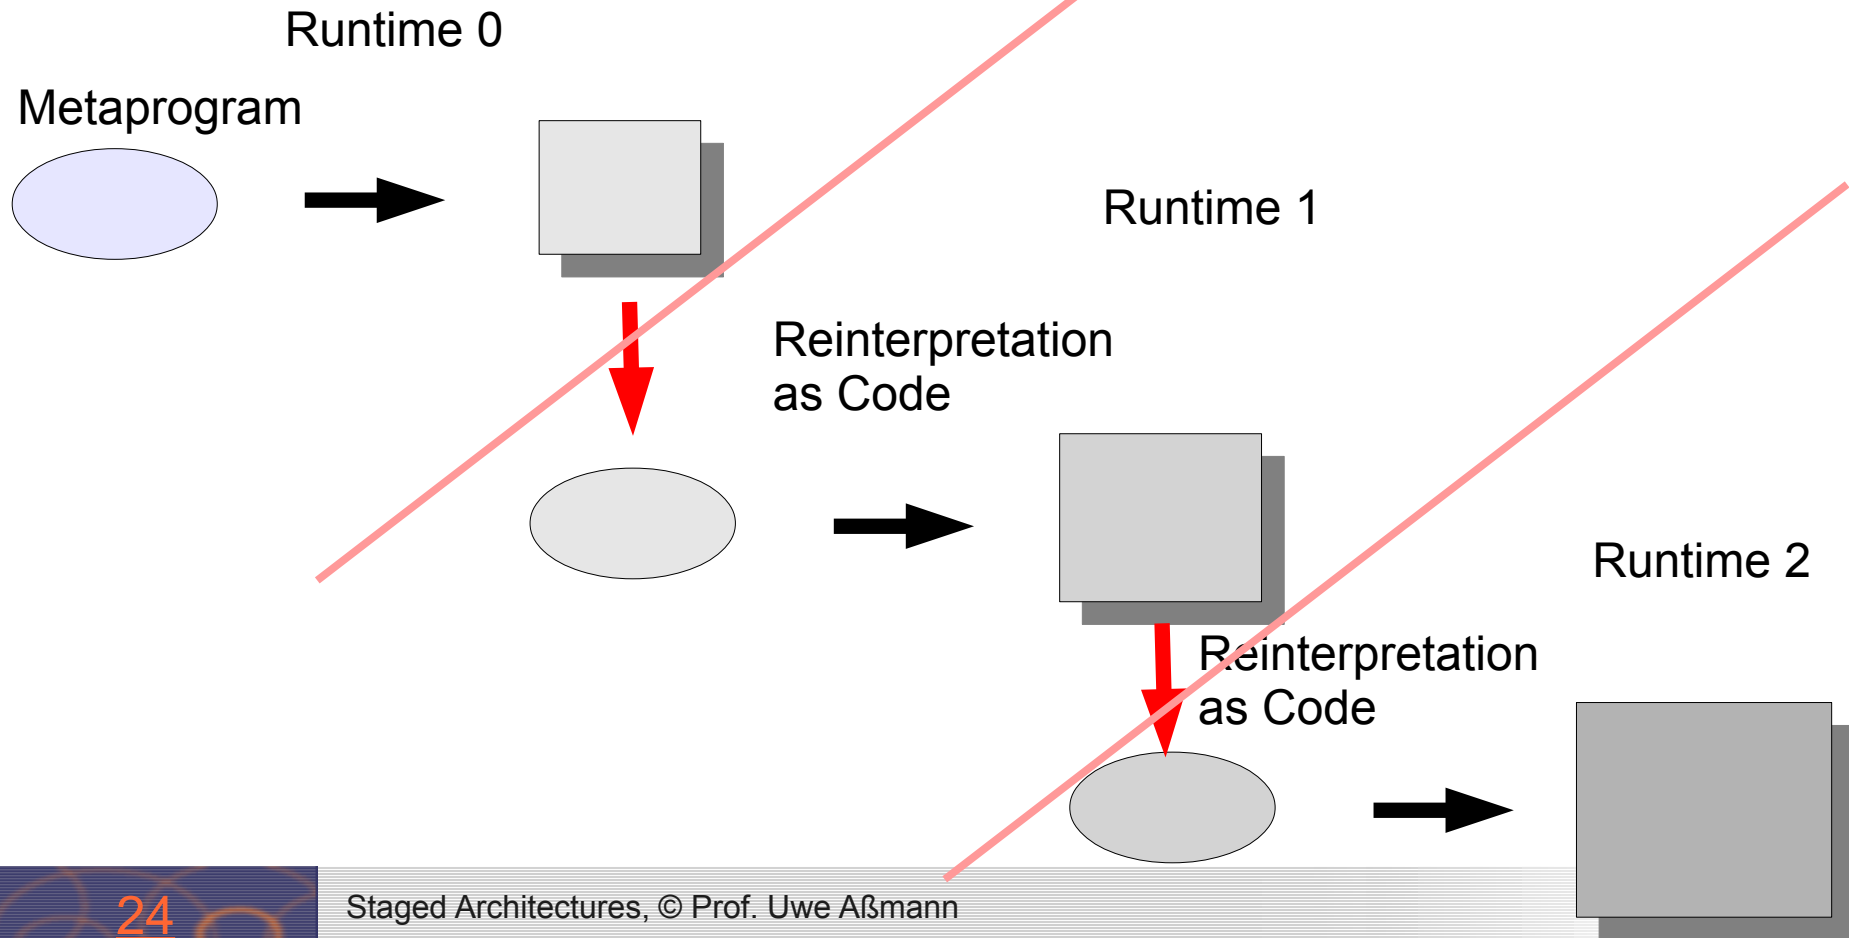 Runtime 0
Metaprogram
Runtime 1
Reinterpretation
as Code
Runtime 2
Reinterpretation
as Code
24
Staged Architectures, © Prof. Uwe Aßmann